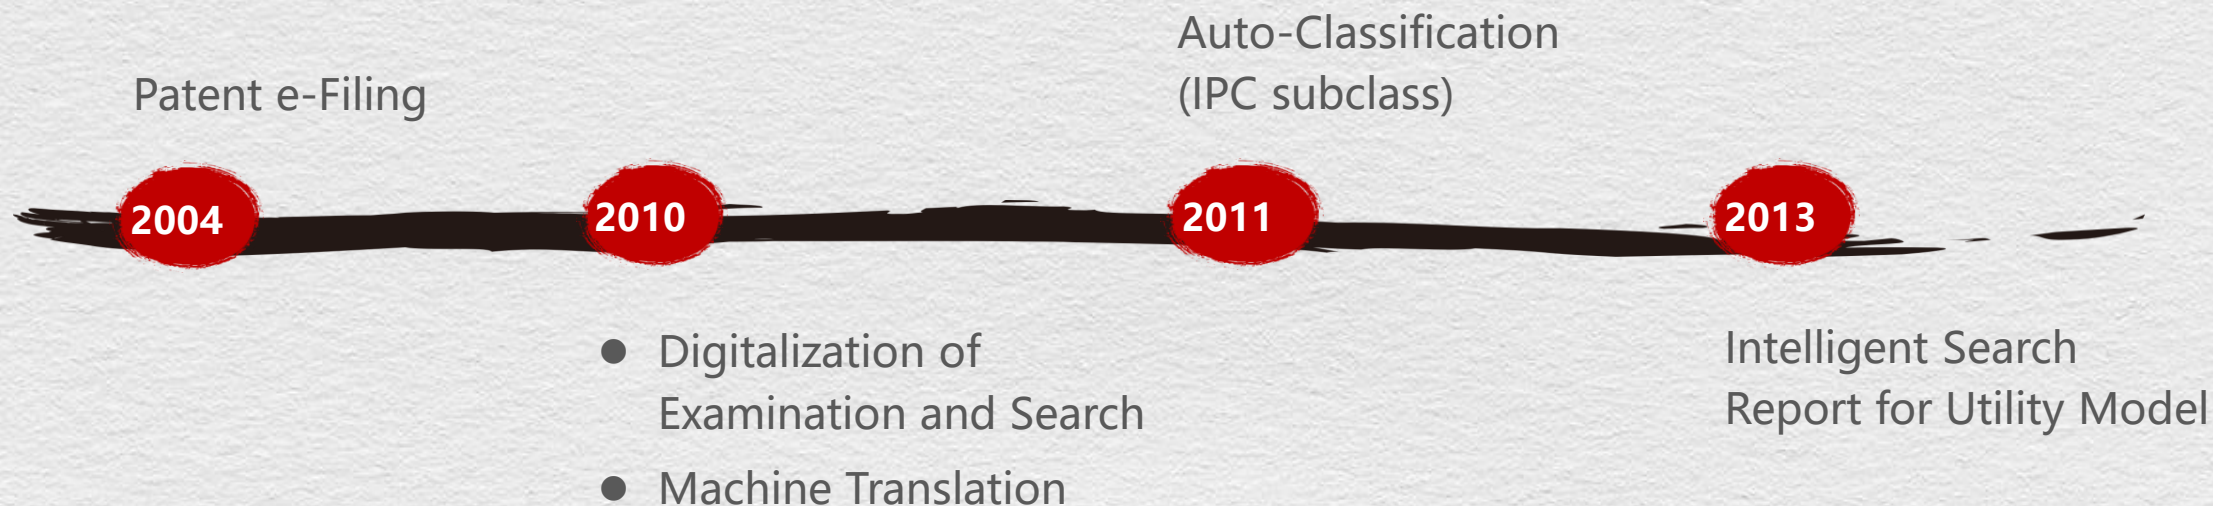 Patent e-Filing
2004
2010
● Digitalization of
Examination and Search
● Machine Translation
Auto-Classification
(IPC subclass)
2011
2013
Intelligent Search
Report for Utility Model